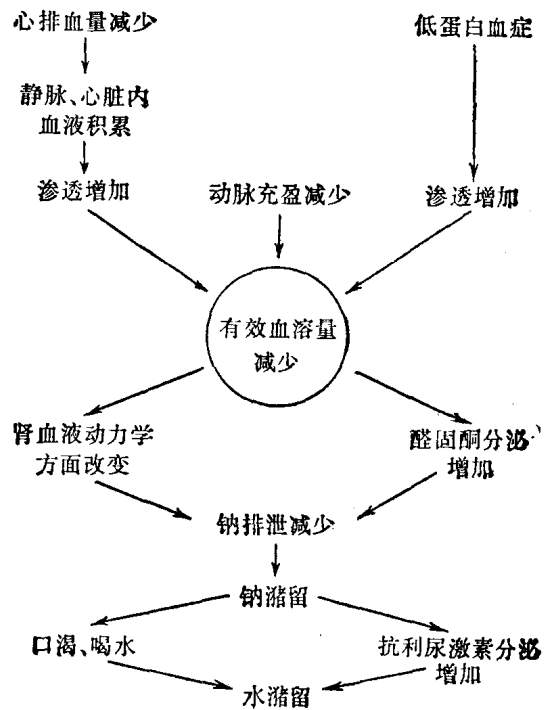 心排血量减少
低蛋白血症
静脉、心脏内
血液积累
渗透增加
动脉充盈减少
渗透增加
有效血溶量
减少
肾血液动力学
方面改变
醛固酮分泌
增加
钠排泄减少
钠潴留
口渴、喝水
抗利尿激素分泌
增加
水潴留